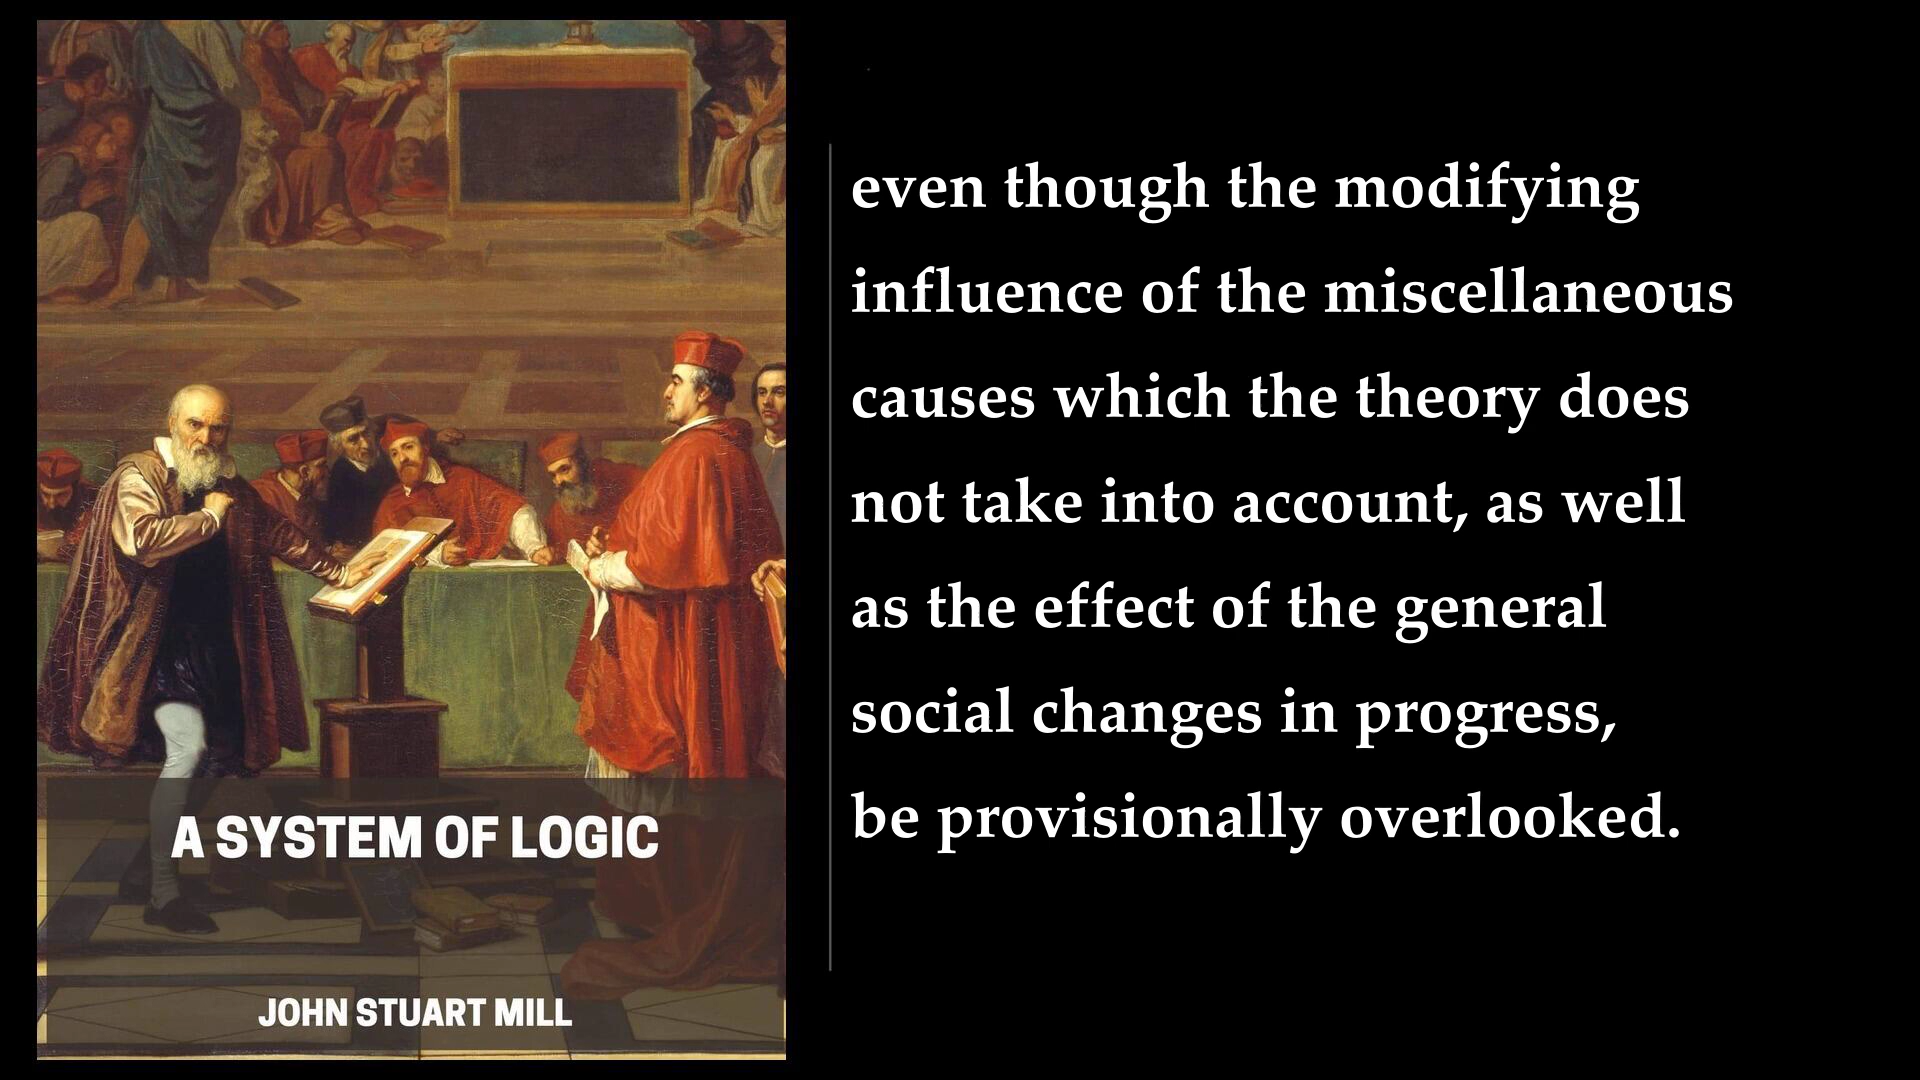 A SYSTEM OF LOGIC
JOHN STUART MILL
even though the modifying
influence of the miscellaneous
causes which the theory does
not take into account, as well
as the effect of the general
social changes in progress,
be provisionally overlooked.